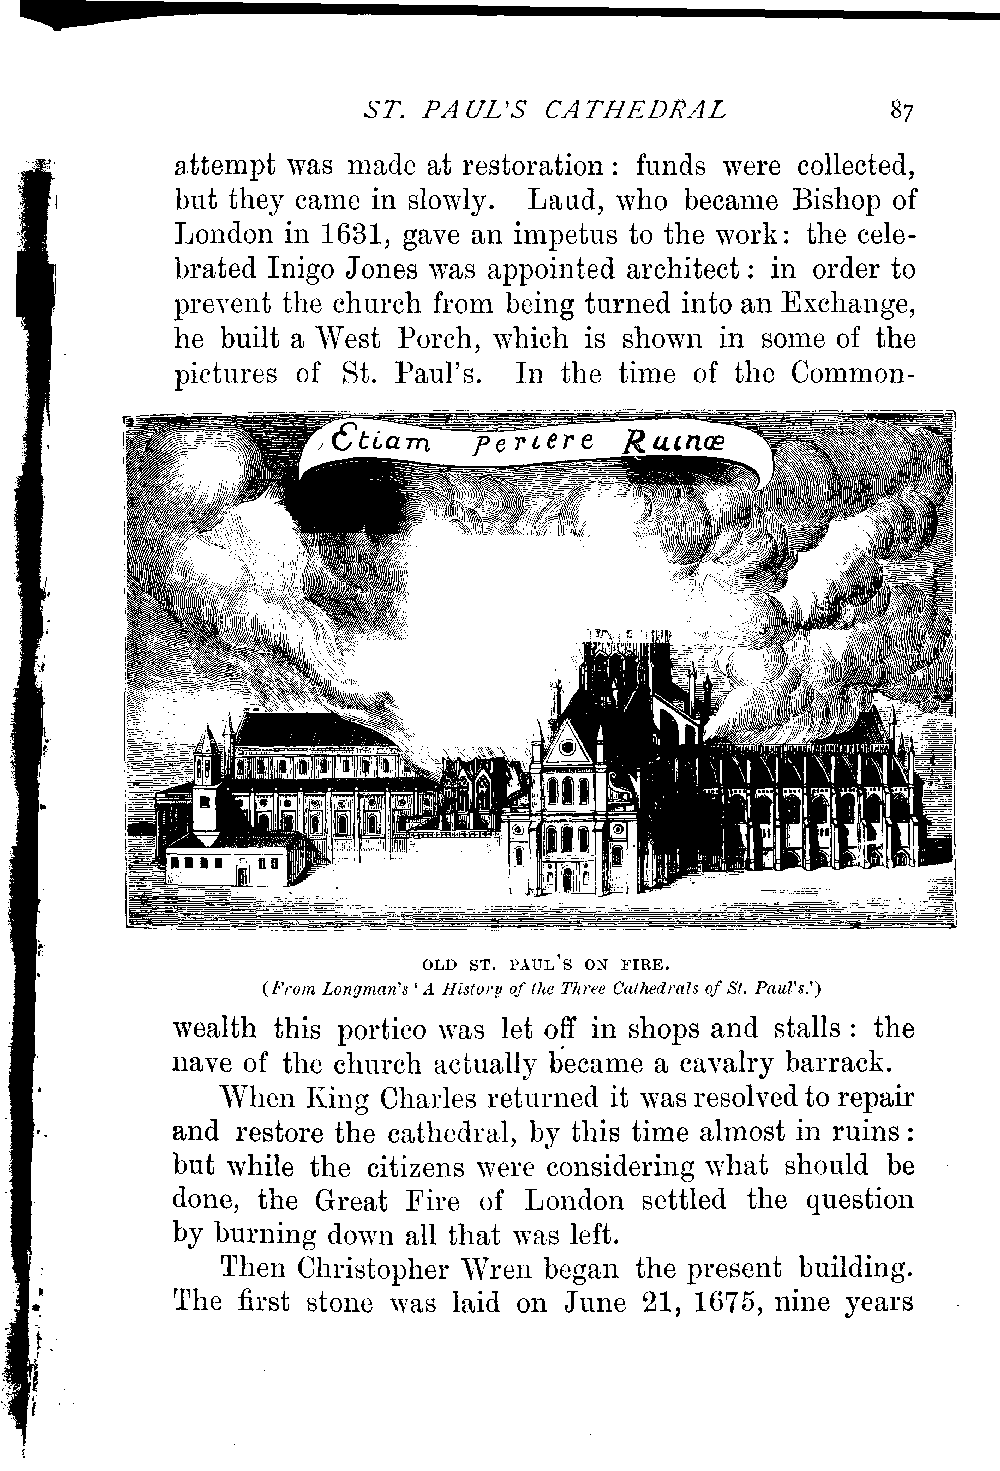 ST. PAUL'S CATHEDRAL 87
attempt was made at restoration : funds were collected,
but they came in slowly. Laud, who became Bishop of
London in 1631, gave an impetus to the work : the cele-
brated Inigo Jones was appointed architect : in order to
prevent the church from being turned into an Exchange,
he built a West Porch, which is shown in some of the
pictures of St. Paul's. In the time of the Common-
Etiam periere Ruinæ
OLD ST. PAUL'S ON FIRE.
(From Longman's ' A History of the Three Cathedrals of St. Paul's.')
wealth this portico was let off in shops and stalls : the
nave of the church actually became a cavalry barrack.
When King Charles returned it was resolved to repair
and restore the cathedral, by this time almost in ruins :
but while the citizens were considering what should be
done, the Great Fire of London settled the question
by burning down all that was left.
Then Christopher Wren began the present building.
The first stone was laid on June 21, 1675, nine years